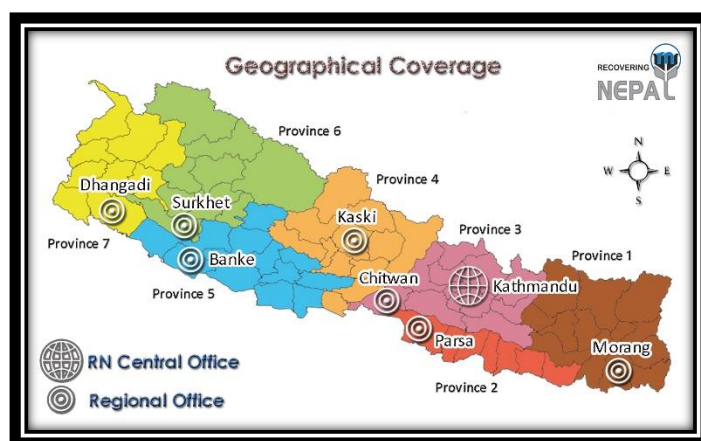 Geographical Coverage
RECOVERING
NEPAL
Province 6
N
W E
S
Province 4
Dhangadi
Surkhet
Kaski
Province 3
Province 7
Banke
Province 1
Chitwan
Kathmandu
Province 5
Parsa
Morang
RN Central Office
Province 2
Regional Office